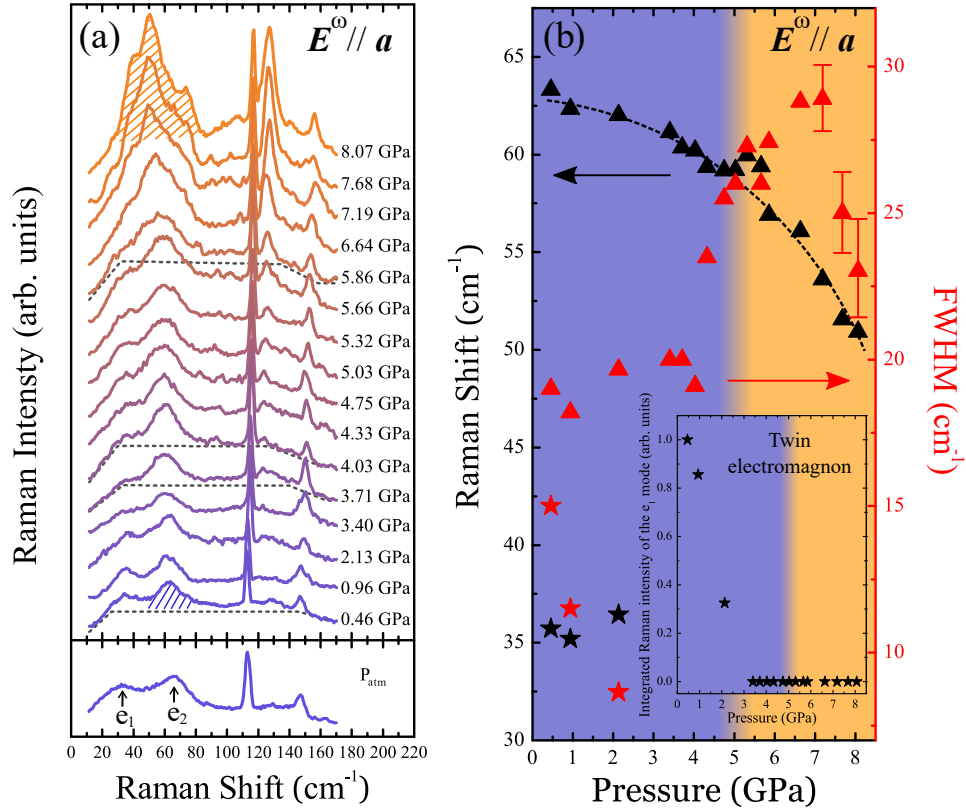 (a)
E^ω // a
Raman Intensty (arb. units)
8.07 GPa
7.68 GPa
7.19 GPa
6.64 GPa
5.86 GPa
5.66 GPa
5.32 GPa
5.03 GPa
4.75 GPa
4.33 GPa
4.03 GPa
3.71 GPa
3.40 GPa
2.13 GPa
0.96 GPa
0.46 GPa
P_atm
e_1
e_2
0 20 40 60 80 100 120 140 160 180 200 220
Raman Shift (cm^-1)
(b)
E^ω // a
Raman Shift (cm^-1)
65
60
55
50
45
40
35
30
0 1 2 3 4 5 6 7 8
Pressure (GPa)
30
25
20
15
10
FWHM (cm^-1)
Twin
electromagnon
Integrated Raman intensity of the e_1 mode (arb. units)
1.0
0.8
0.6
0.4
0.2
0.0
0 1 2 3 4 5 6 7 8
Pressure (GPa)